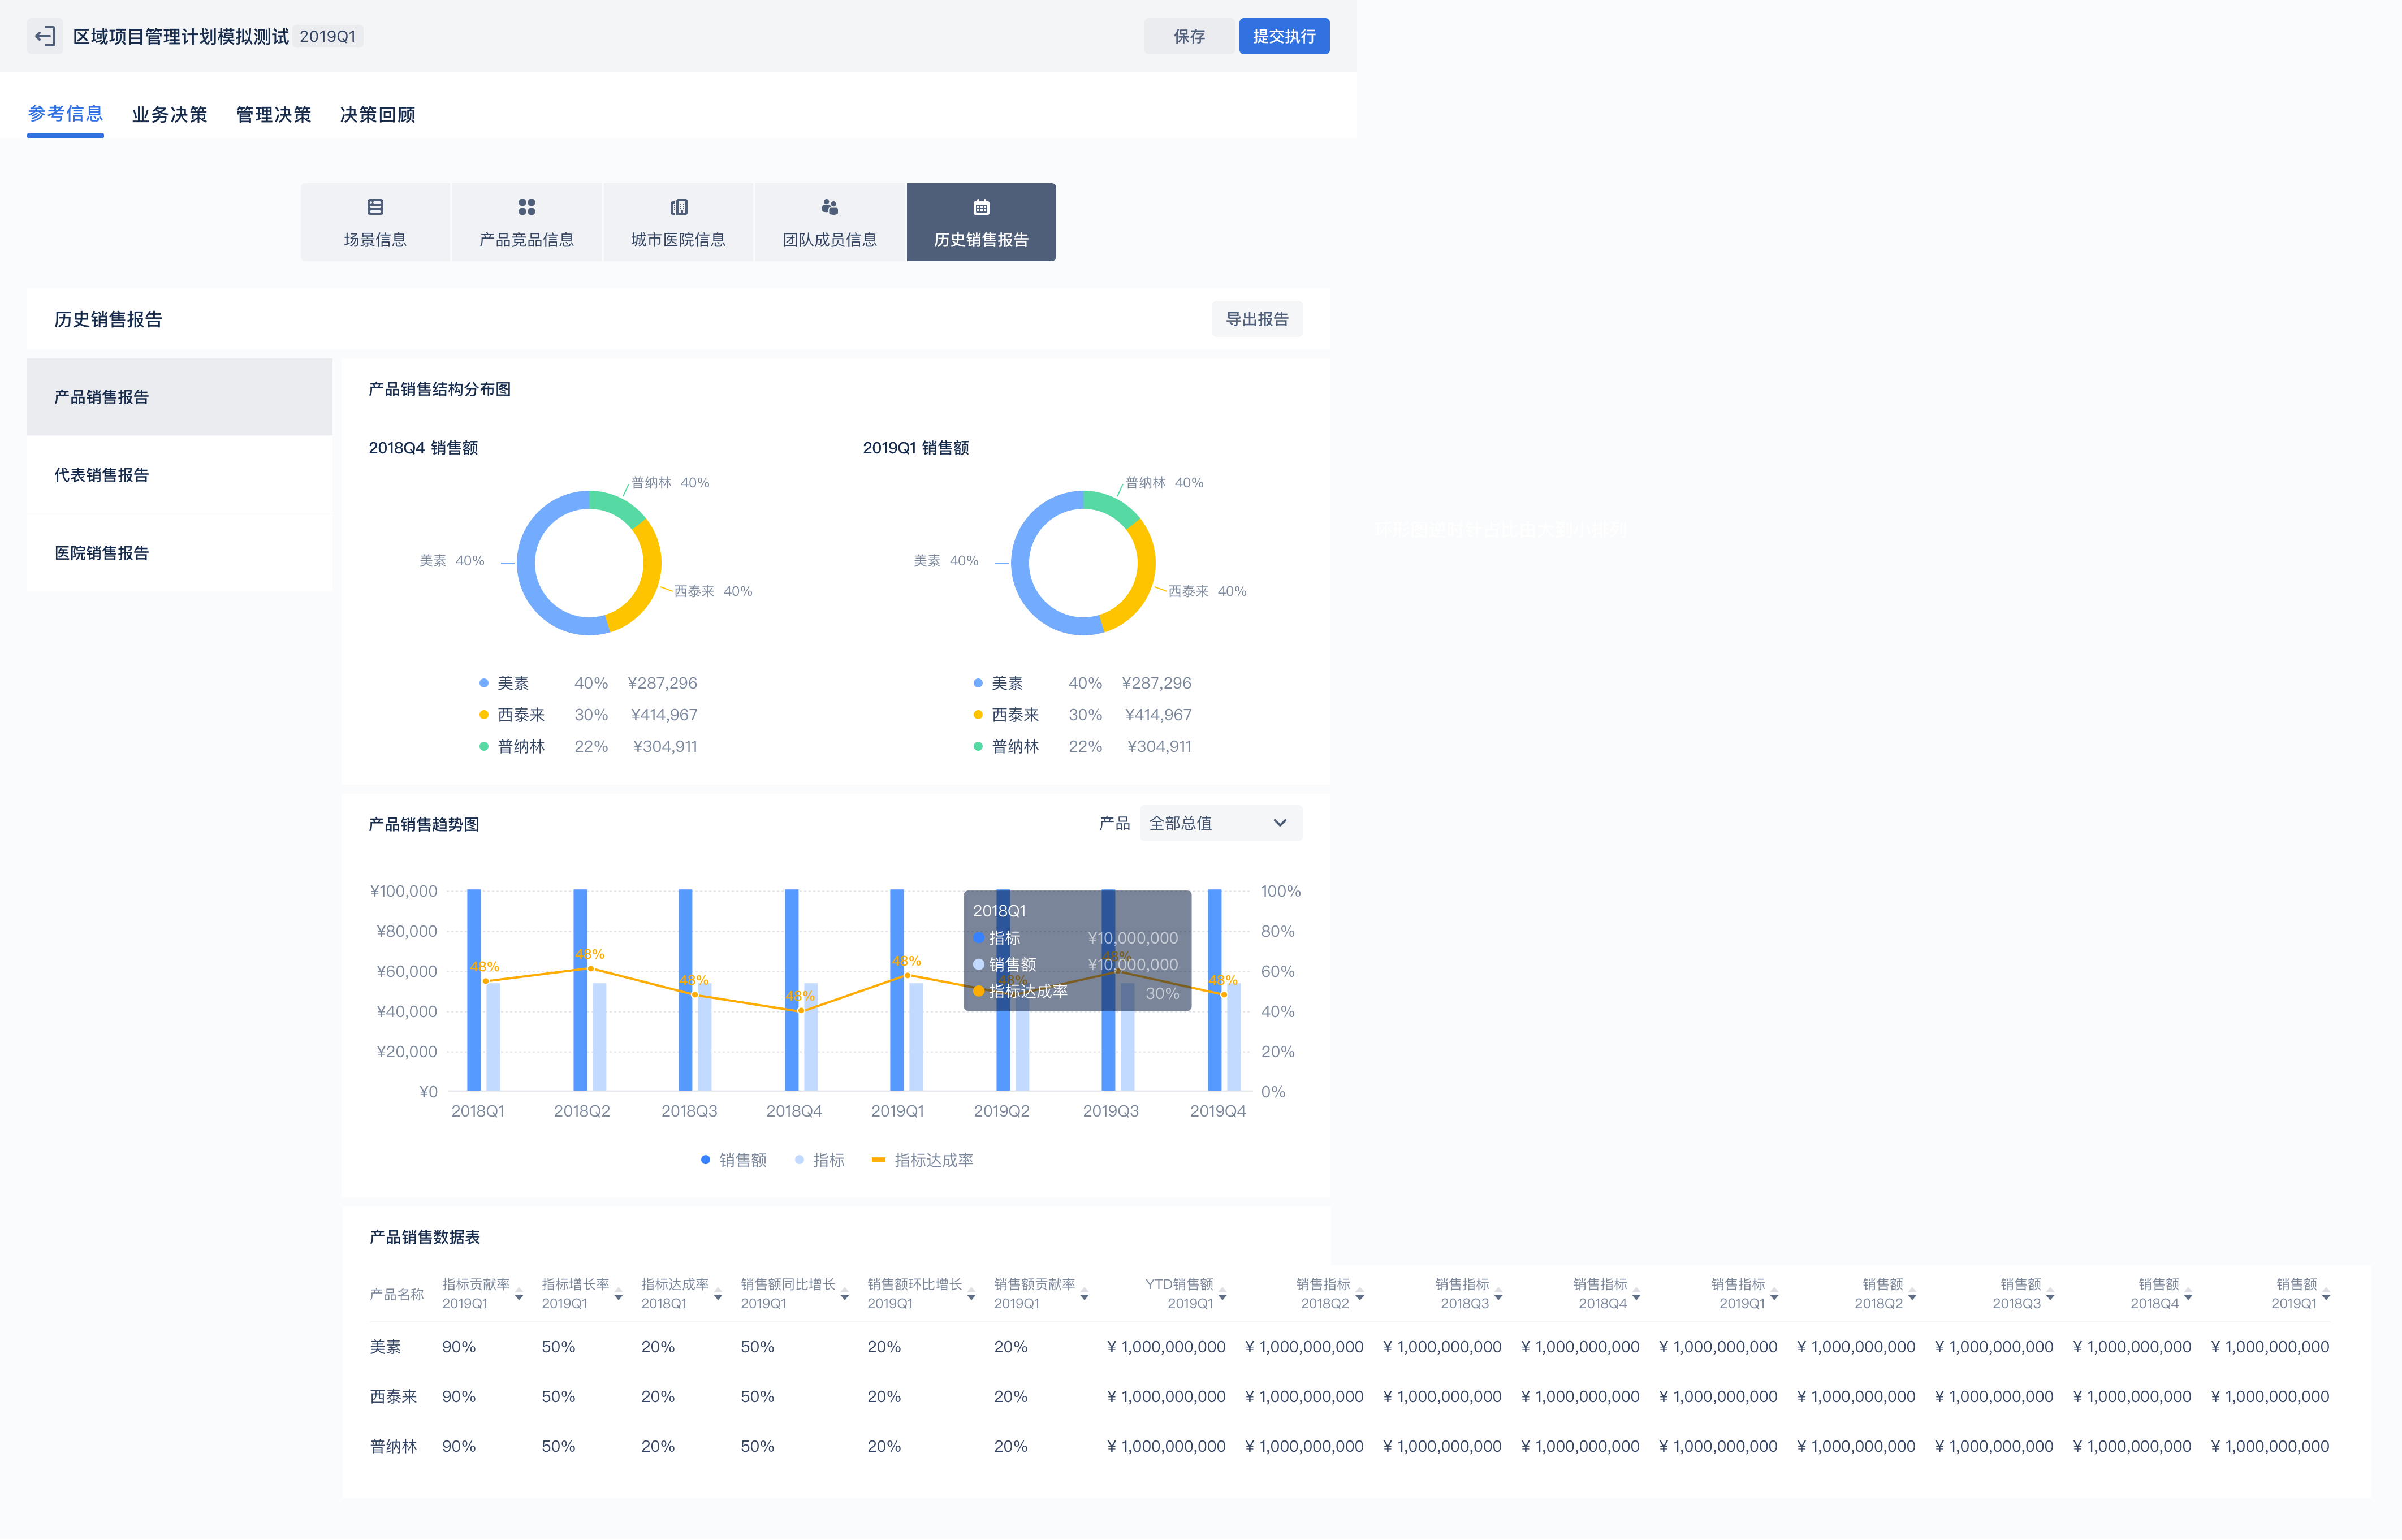 区域项目管理计划模拟测试 2019Q1
保存 提交执行
参考信息 业务决策 管理决策 决策回顾
场景信息 产品竞品信息 城市医院信息 团队成员信息 历史销售报告
历史销售报告 导出报告
产品销售报告
代表销售报告
医院销售报告
产品销售结构分布图
2018Q4 销售额 2019Q1 销售额
普纳林 40% 普纳林 40%
美素 40% 美素 40%
西泰来 40% 西泰来 40%
美素 40% ¥287,296 美素 40% ¥287,296
西泰来 30% ¥414,967 西泰来 30% ¥414,967
普纳林 22% ¥304,911 普纳林 22% ¥304,911
产品销售趋势图 产品 全部总值
¥100,000 100%
¥80,000 80%
¥60,000 60%
¥40,000 40%
¥20,000 20%
¥0 0%
48% 48% 48% 48% 48% 48% 48% 48%
2018Q1
指标 ¥10,000,000
销售额 ¥10,000,000
指标达成率 30%
2018Q1 2018Q2 2018Q3 2018Q4 2019Q1 2019Q2 2019Q3 2019Q4
销售额 指标 指标达成率
产品销售数据表
产品名称 指标贡献率 指标增长率 指标达成率 销售额同比增长 销售额环比增长 销售额贡献率 YTD销售额 销售指标 销售指标 销售指标 销售指标 销售额 销售额 销售额 销售额
2019Q1 2019Q1 2018Q1 2019Q1 2019Q1 2019Q1 2019Q1 2018Q2 2018Q3 2018Q4 2019Q1 2018Q2 2018Q3 2018Q4 2019Q1
美素 90% 50% 20% 50% 20% 20% ¥ 1,000,000,000 ¥ 1,000,000,000 ¥ 1,000,000,000 ¥ 1,000,000,000 ¥ 1,000,000,000 ¥ 1,000,000,000 ¥ 1,000,000,000 ¥ 1,000,000,000 ¥ 1,000,000,000
西泰来 90% 50% 20% 50% 20% 20% ¥ 1,000,000,000 ¥ 1,000,000,000 ¥ 1,000,000,000 ¥ 1,000,000,000 ¥ 1,000,000,000 ¥ 1,000,000,000 ¥ 1,000,000,000 ¥ 1,000,000,000 ¥ 1,000,000,000
普纳林 90% 50% 20% 50% 20% 20% ¥ 1,000,000,000 ¥ 1,000,000,000 ¥ 1,000,000,000 ¥ 1,000,000,000 ¥ 1,000,000,000 ¥ 1,000,000,000 ¥ 1,000,000,000 ¥ 1,000,000,000 ¥ 1,000,000,000